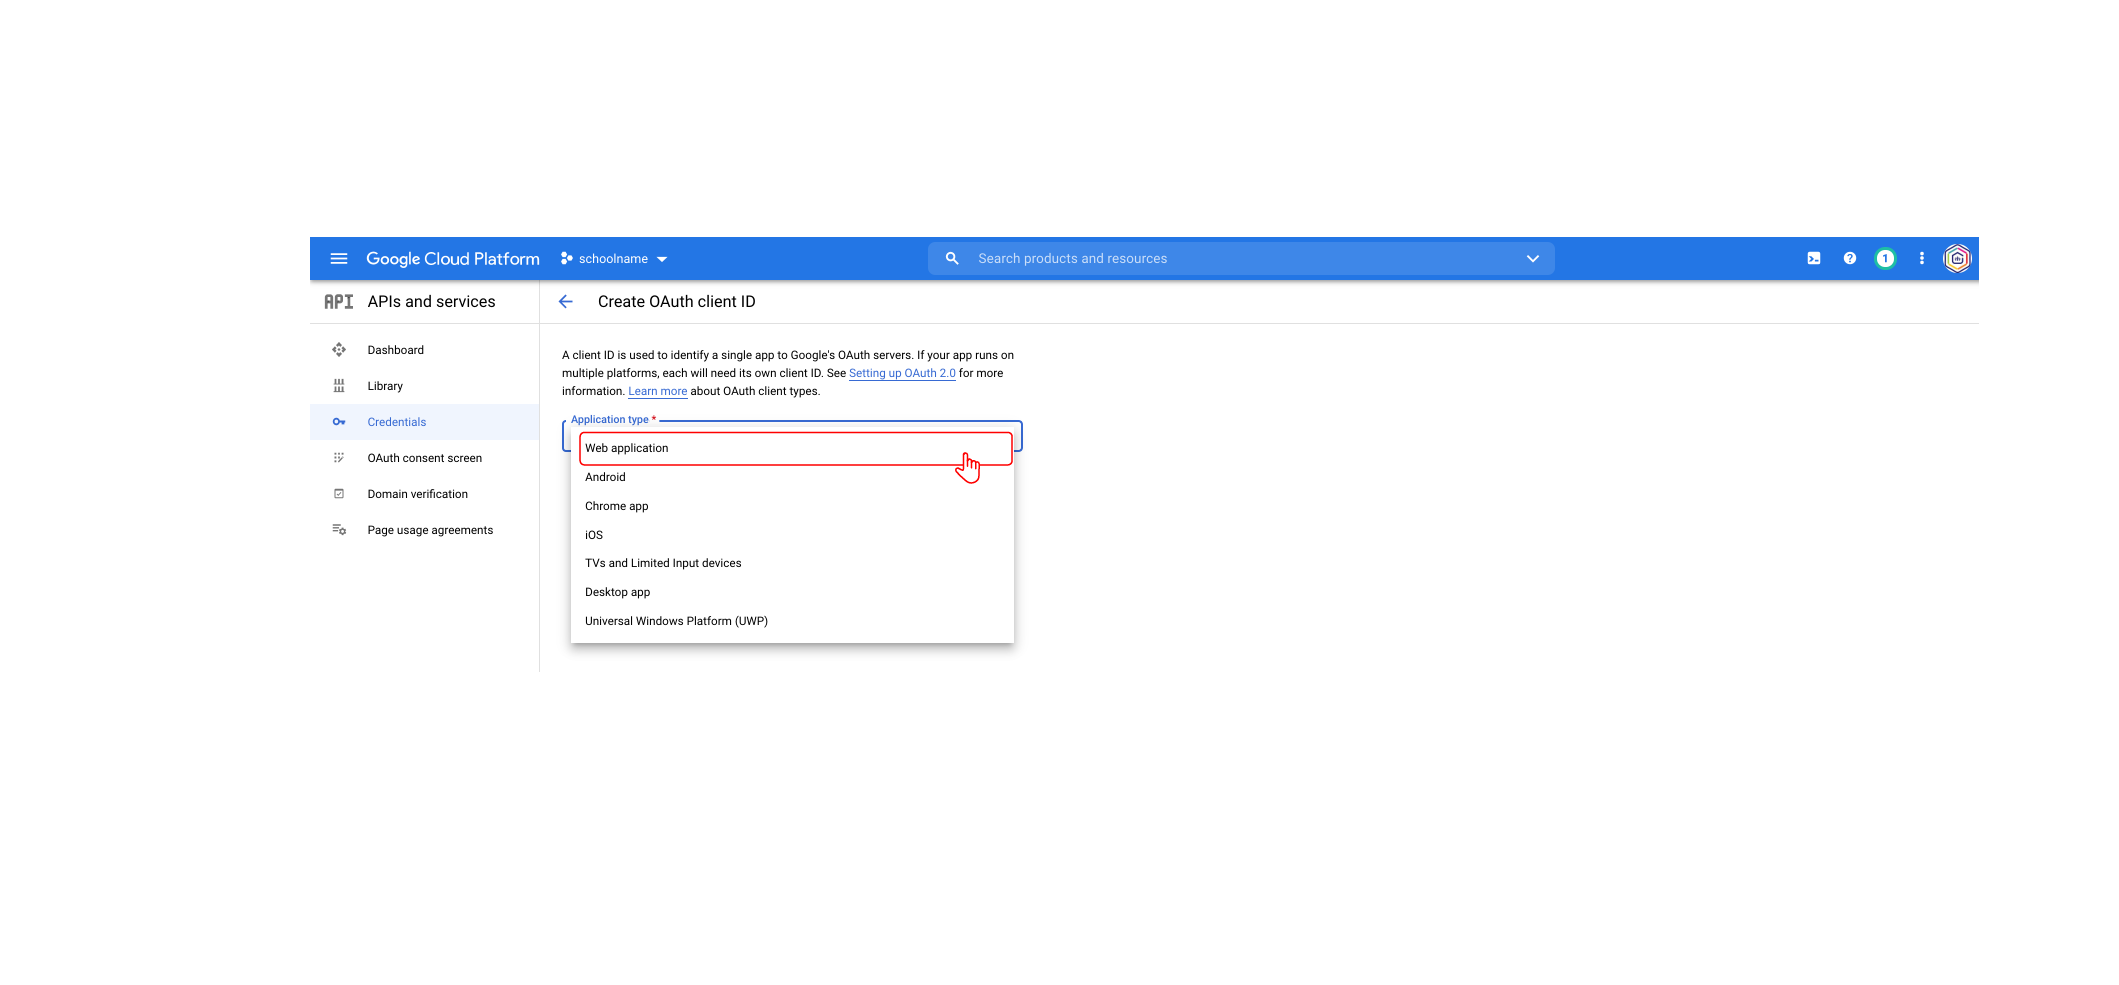 Google Cloud Platform
schoolname
Search products and resources
1
API
APIs and services
Create OAuth client ID
Dashboard
Library
Credentials
OAuth consent screen
Domain verification
Page usage agreements
A client ID is used to identify a single app to Google's OAuth servers. If your app runs on
multiple platforms, each will need its own client ID. See Setting up OAuth 2.0 for more
information. Learn more about OAuth client types.
Application type *
Web application
Android
Chrome app
iOS
TVs and Limited Input devices
Desktop app
Universal Windows Platform (UWP)